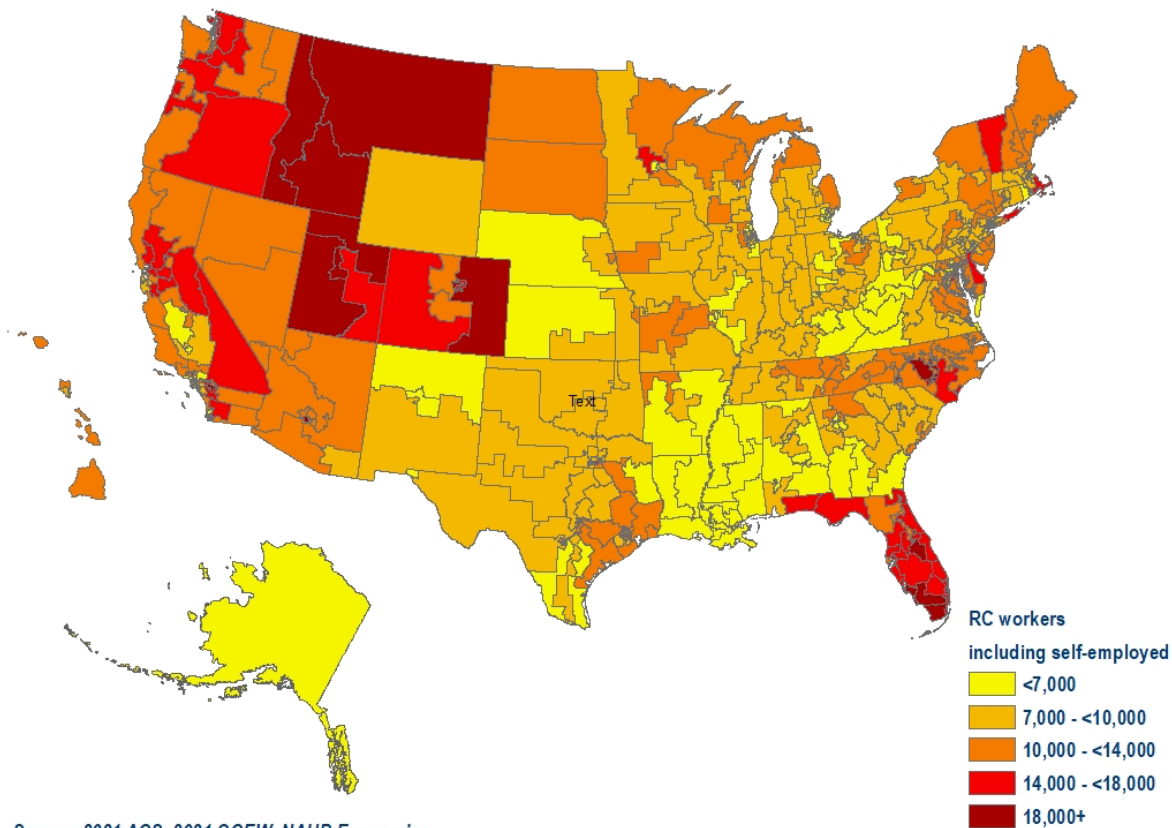 Text
RC workers
including self-employed
<7,000
7,000 - <10,000
10,000 - <14,000
14,000 - <18,000
18,000+